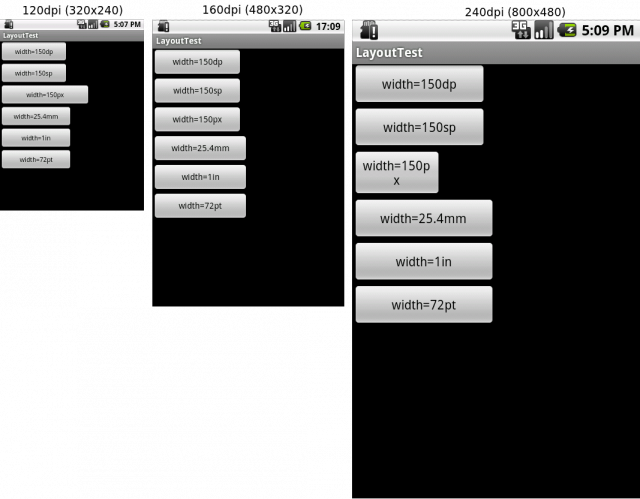 120dpi (320x240)
5:07 PM
LayoutTest
width=150dp
width=150sp
width=150px
width=25.4mm
width=1in
width=72pt
160dpi (480x320)
3G
17:09
LayoutTest
width=150dp
width=150sp
width=150px
width=25.4mm
width=1in
width=72pt
240dpi (800x480)
3G
5:09 PM
LayoutTest
width=150dp
width=150sp
width=150p
x
width=25.4mm
width=1in
width=72pt